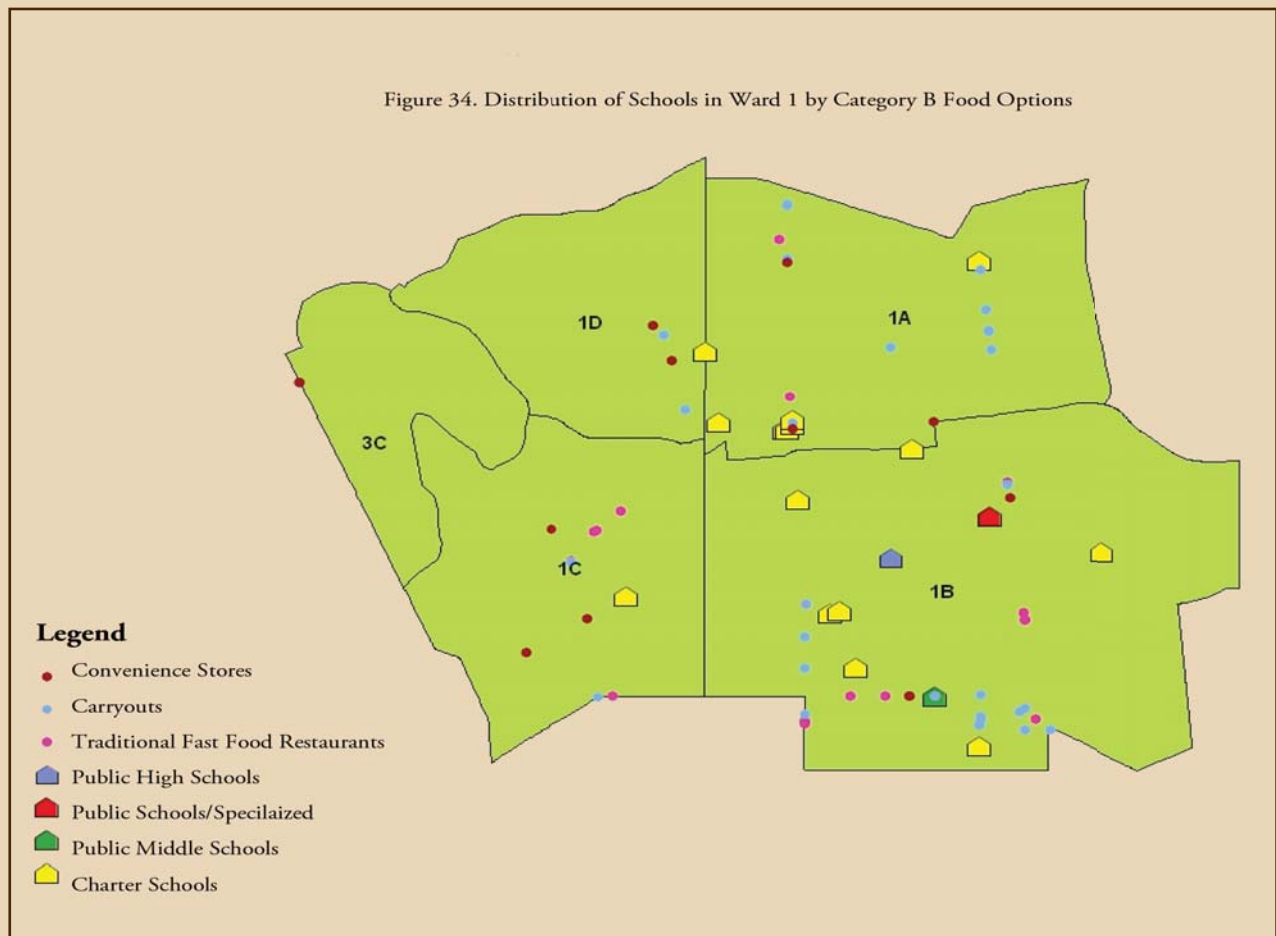 Figure 34. Distribution of Schools in Ward 1 by Category B Food Options
1D
1A
3C
1C
1B
Legend
Convenience Stores
Carryouts
Traditional Fast Food Restaurants
Public High Schools
Public Schools/Specilaized
Public Middle Schools
Charter Schools